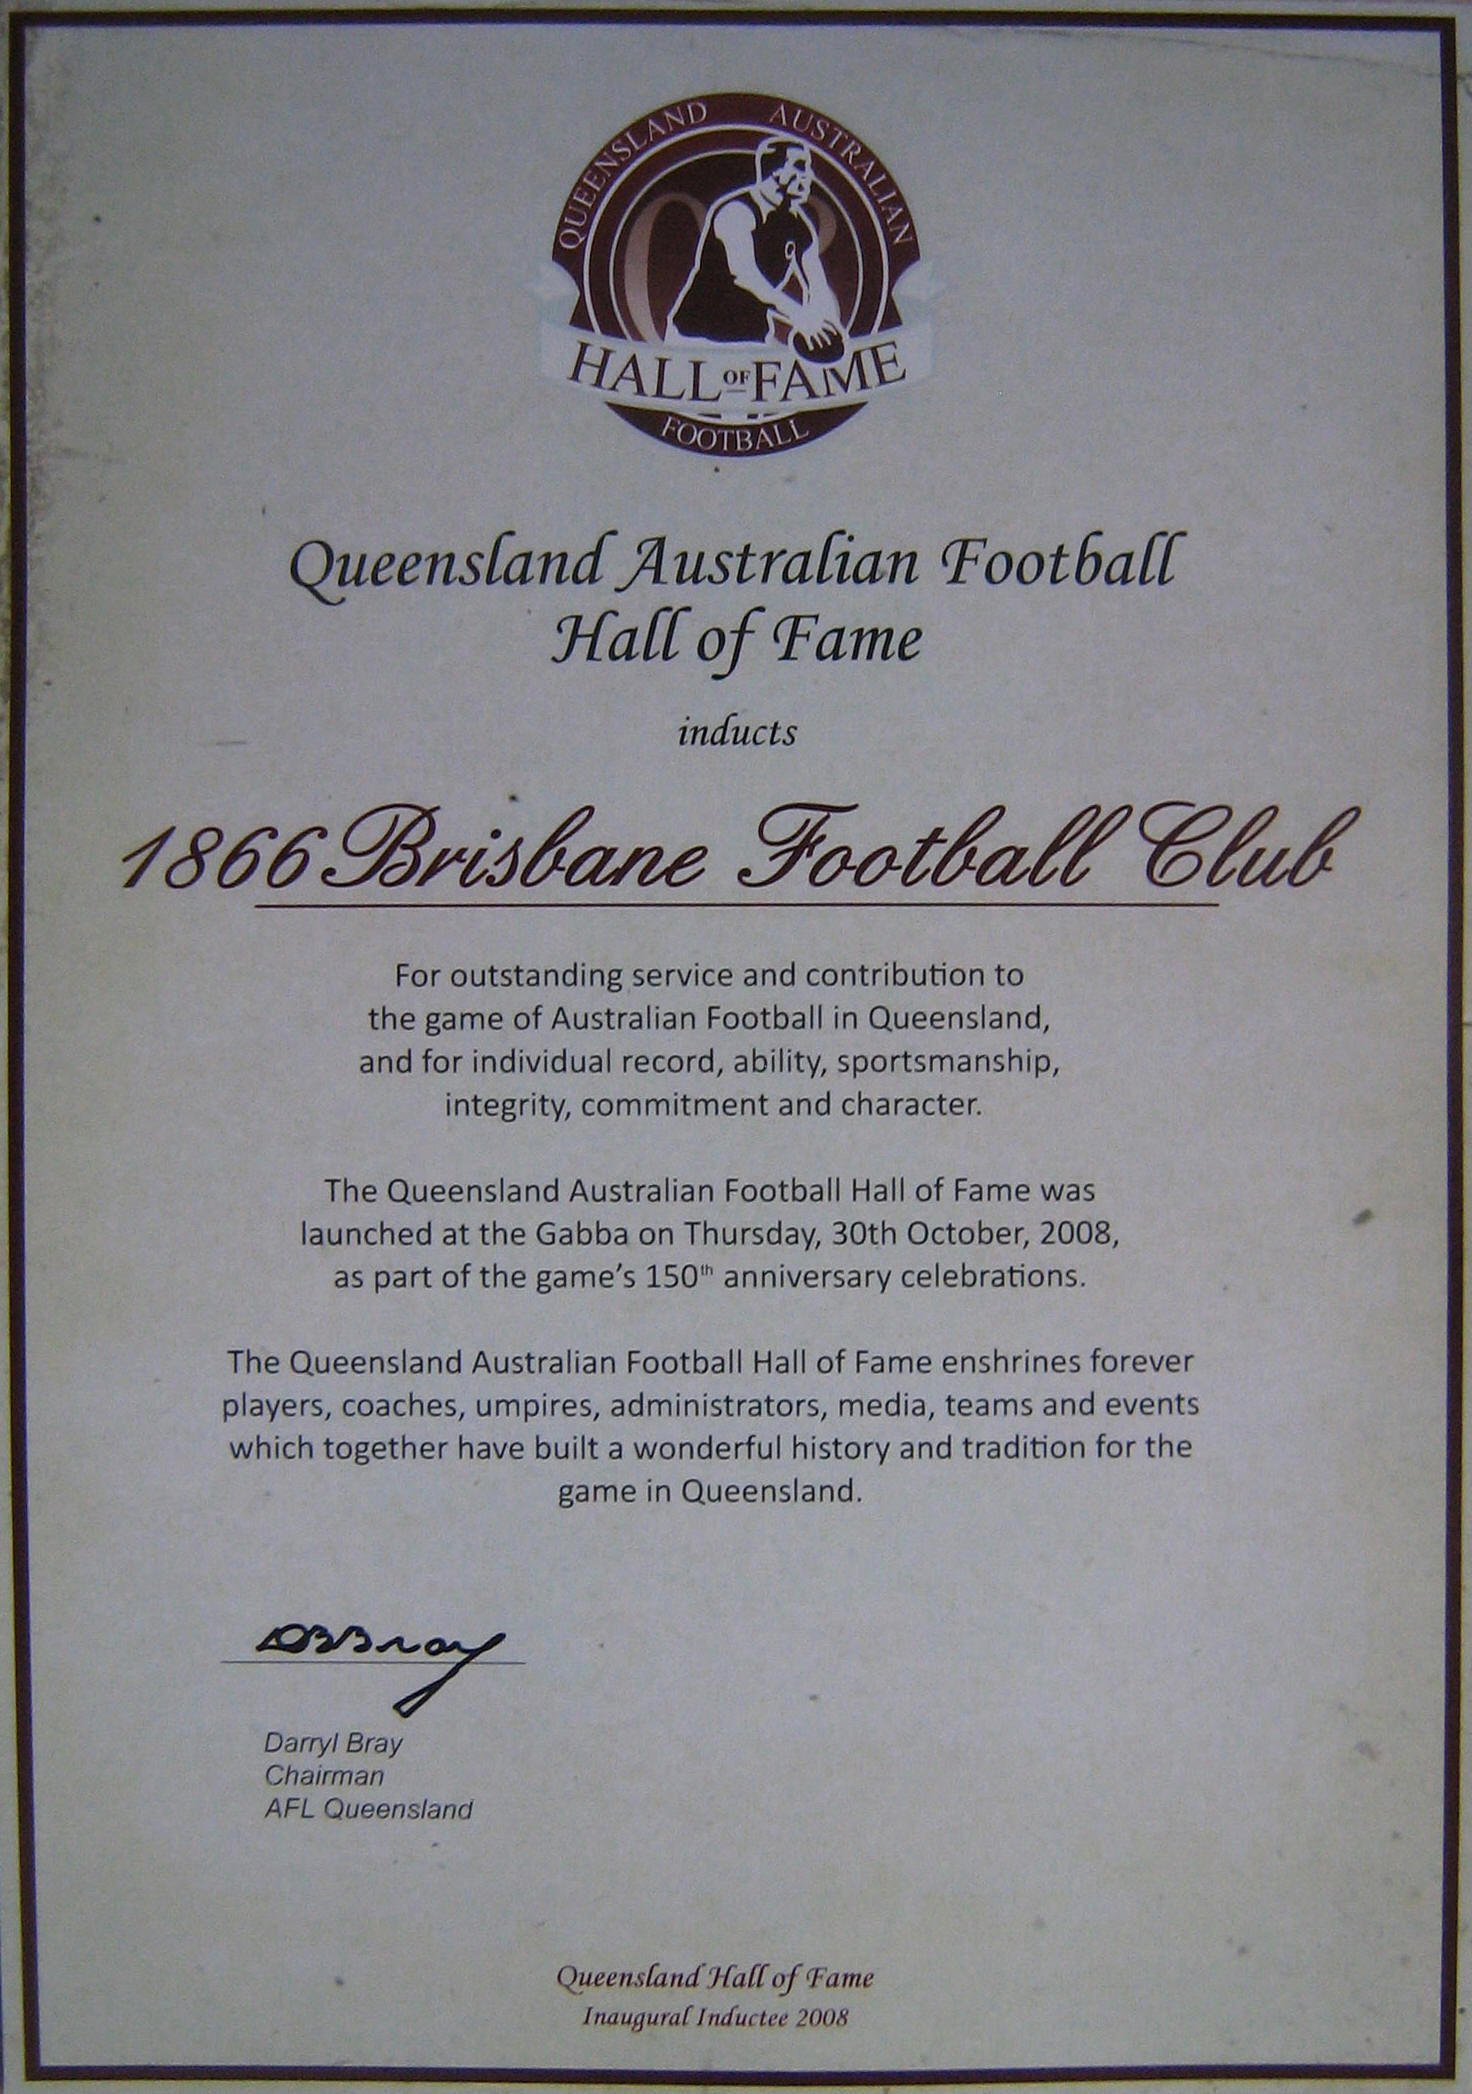 QUEENSLAND AUSTRALIAN
HALL OF FAME
FOOTBALL
Queensland Australian Football
Hall of Fame
inducts
1866 Brisbane Football Club
For outstanding service and contribution to
the game of Australian Football in Queensland,
and for individual record, ability, sportsmanship,
integrity, commitment and character.
The Queensland Australian Football Hall of Fame was
launched at the Gabba on Thursday, 30th October, 2008,
as part of the game's 150th anniversary celebrations.
The Queensland Australian Football Hall of Fame enshrines forever
players, coaches, umpires, administrators, media, teams and events
which together have built a wonderful history and tradition for the
game in Queensland.
DBBray
Darryl Bray
Chairman
AFL Queensland
Queensland Hall of Fame
Inaugural Inductee 2008